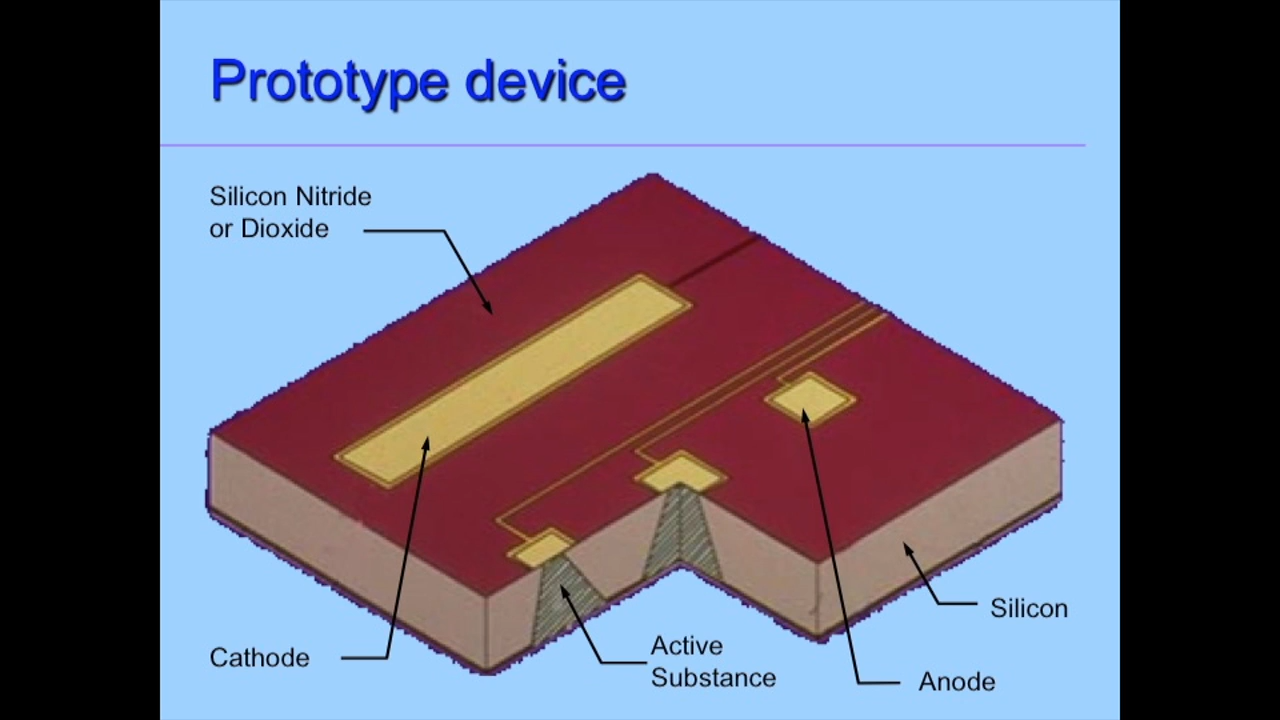 Prototype device
Silicon Nitride
or Dioxide
Silicon
Cathode
Active
Substance
Anode